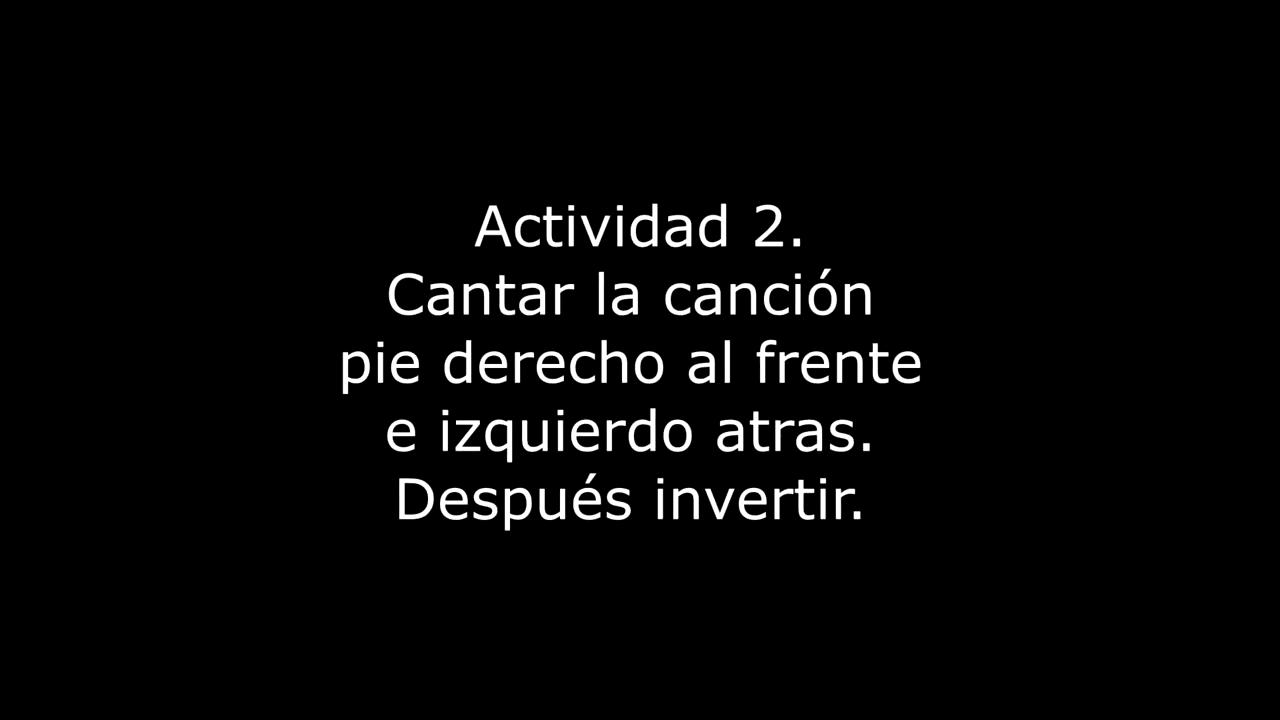 Actividad 2.
Cantar la canción
pie derecho al frente
e izquierdo atras.
Después invertir.